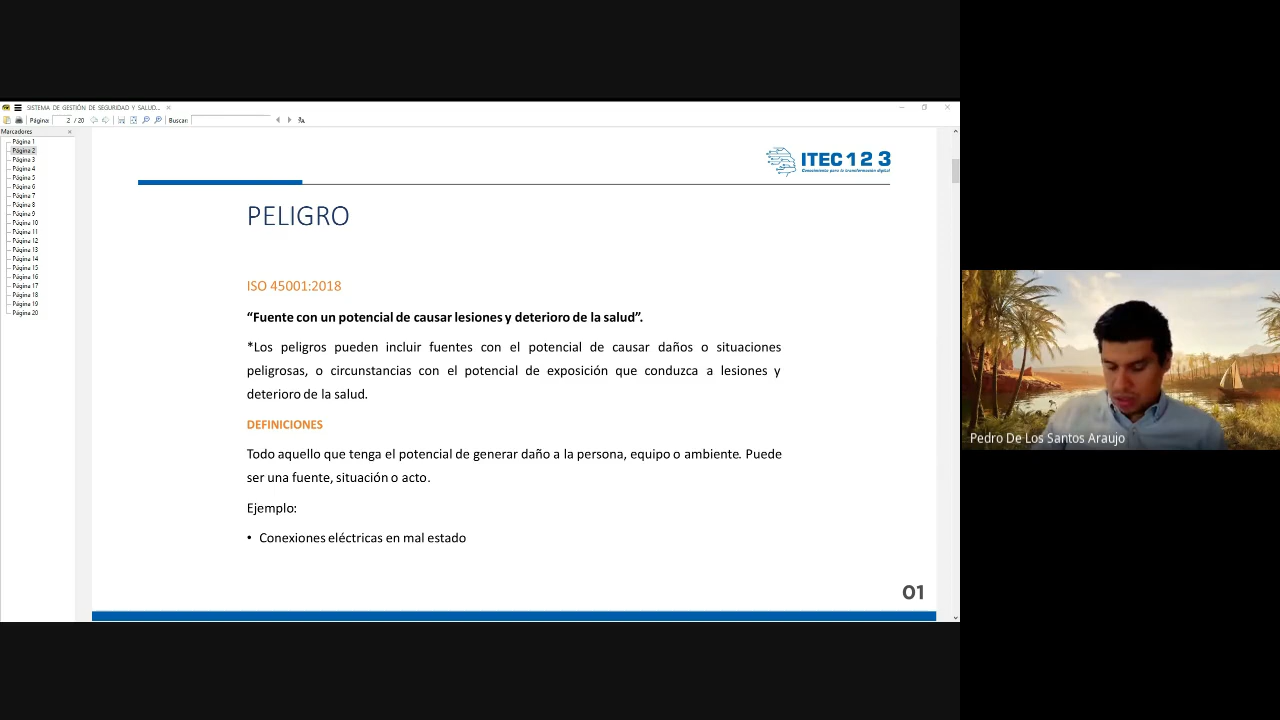 SISTEMA DE GESTIÓN DE SEGURIDAD Y SALUD...
Página: 2 / 20 Buscar:
Marcadores
Página 1
Página 2
Página 3
Página 4
Página 5
Página 6
Página 7
Página 8
Página 9
Página 10
Página 11
Página 12
Página 13
Página 14
Página 15
Página 16
Página 17
Página 18
Página 19
Página 20
ITEC 1 2 3
Conocimiento para la transformación digital
PELIGRO
ISO 45001:2018
“Fuente con un potencial de causar lesiones y deterioro de la salud”.
*Los peligros pueden incluir fuentes con el potencial de causar daños o situaciones
peligrosas, o circunstancias con el potencial de exposición que conduzca a lesiones y
deterioro de la salud.
DEFINICIONES
Todo aquello que tenga el potencial de generar daño a la persona, equipo o ambiente. Puede
ser una fuente, situación o acto.
Ejemplo:
• Conexiones eléctricas en mal estado
01
Pedro De Los Santos Araujo